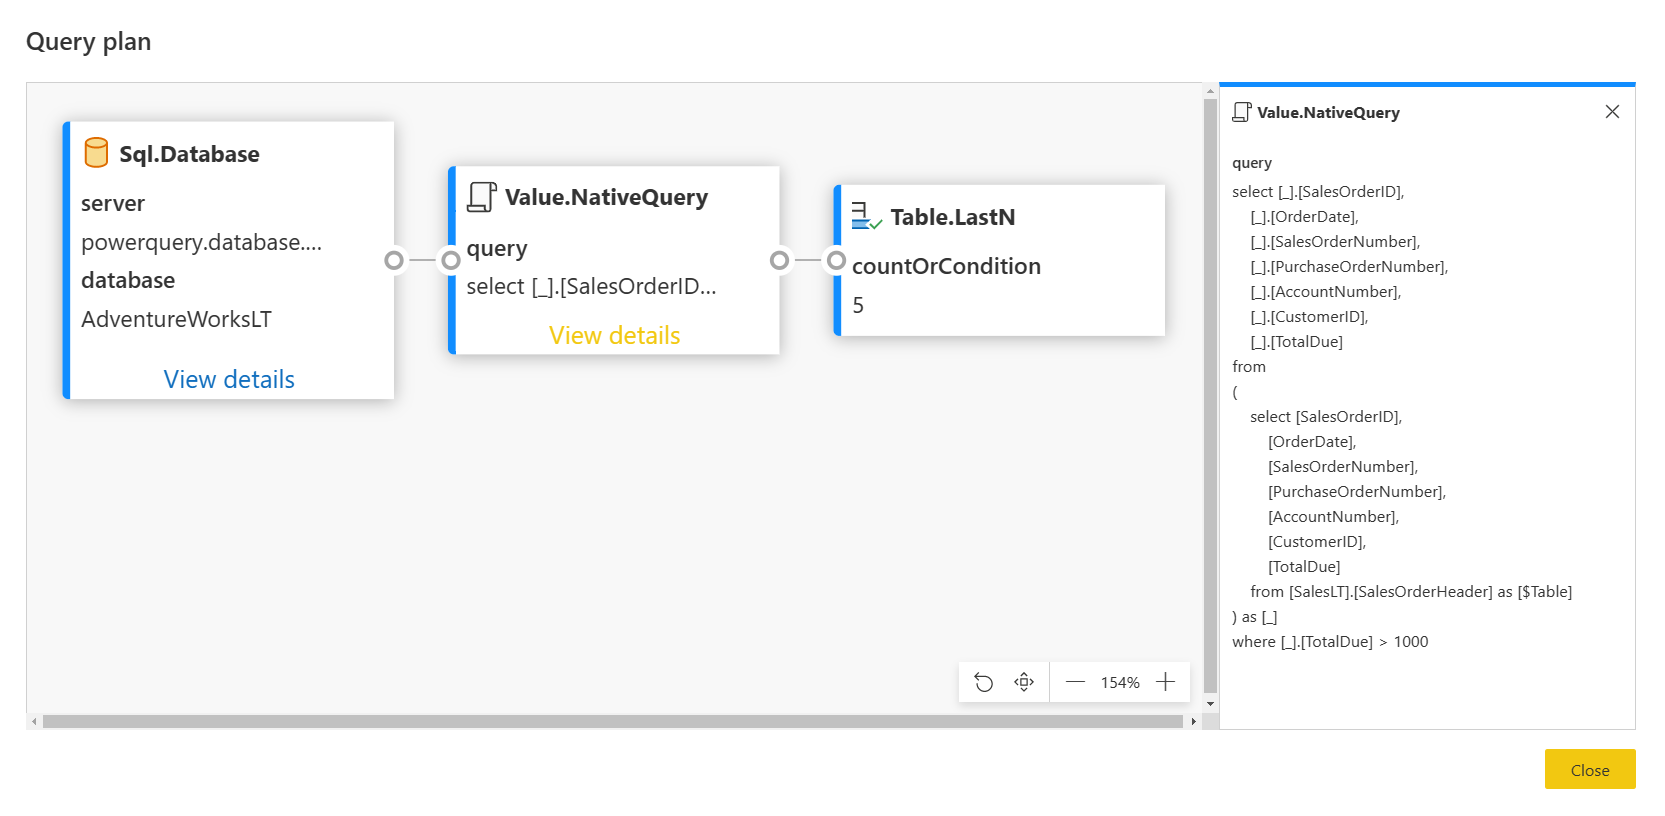 Query plan
Sql.Database
server
powerquery.database....
database
AdventureWorksLT
View details
Value.NativeQuery
query
select [_].[SalesOrderID...
View details
Table.LastN
countOrCondition
5
154%
Value.NativeQuery
query
select [_].[SalesOrderID],
[_].[OrderDate],
[_].[SalesOrderNumber],
[_].[PurchaseOrderNumber],
[_].[AccountNumber],
[_].[CustomerID],
[_].[TotalDue]
from
(
select [SalesOrderID],
[OrderDate],
[SalesOrderNumber],
[PurchaseOrderNumber],
[AccountNumber],
[CustomerID],
[TotalDue]
from [SalesLT].[SalesOrderHeader] as [$Table]
) as [_]
where [_].[TotalDue] > 1000
Close